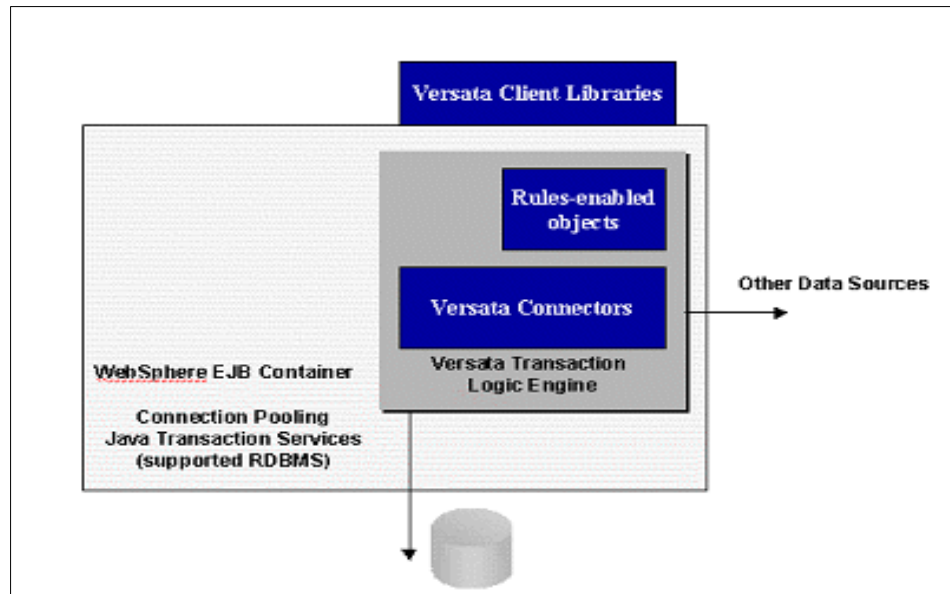 Versata Client Libraries
Rules-enabled
objects
Versata Connectors
Other Data Sources
Versata Transaction
Logic Engine
WebSphere EJB Container
Connection Pooling
Java Transaction Services
(supported RDBMS)